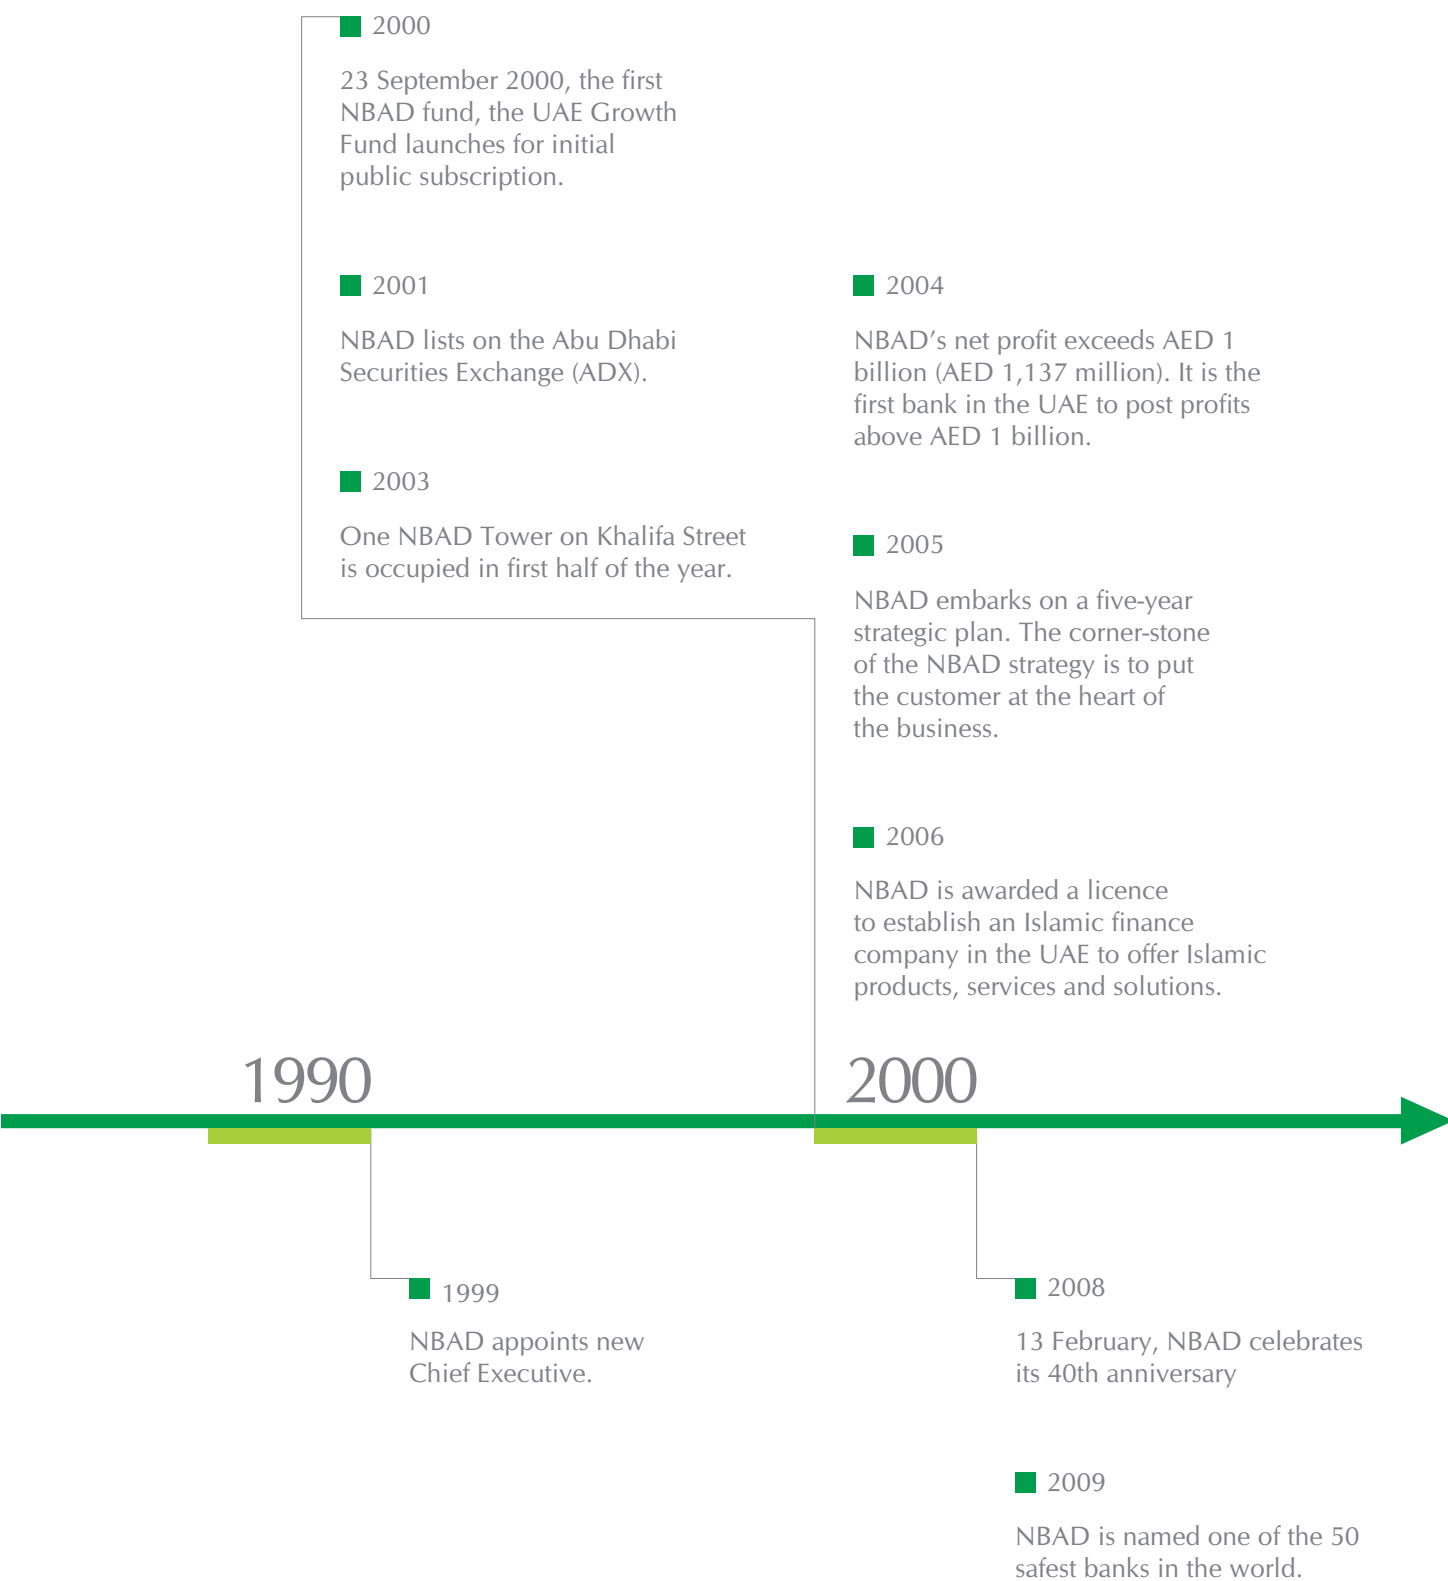 2000
23 September 2000, the first
NBAD fund, the UAE Growth
Fund launches for initial
public subscription.
2001
NBAD lists on the Abu Dhabi
Securities Exchange (ADX).
2003
One NBAD Tower on Khalifa Street
is occupied in first half of the year.
2004
NBAD’s net profit exceeds AED 1
billion (AED 1,137 million). It is the
first bank in the UAE to post profits
above AED 1 billion.
2005
NBAD embarks on a five-year
strategic plan. The corner-stone
of the NBAD strategy is to put
the customer at the heart of
the business.
2006
NBAD is awarded a licence
to establish an Islamic finance
company in the UAE to offer Islamic
products, services and solutions.
1990
2000
1999
NBAD appoints new
Chief Executive.
2008
13 February, NBAD celebrates
its 40th anniversary
2009
NBAD is named one of the 50
safest banks in the world.